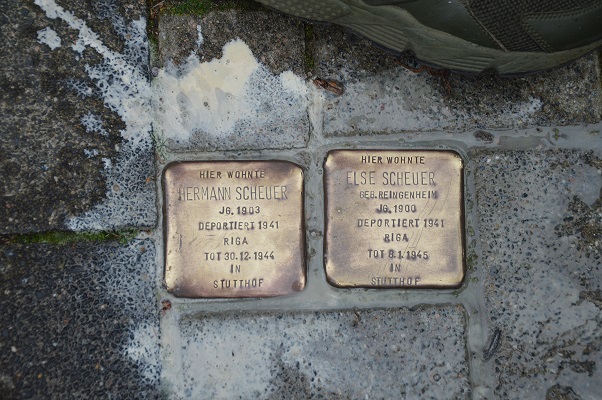 HIER WOHNTE
HERMANN SCHEUER
JG. 1903
DEPORTIERT 1941
RIGA
TOT 30.12.1944
IN
STUTTHOF
HIER WOHNTE
ELSE SCHEUER
GEB. REINGENHEIM
JG. 1900
DEPORTIERT 1941
RIGA
TOT 8.1.1945
IN
STUTTHOF